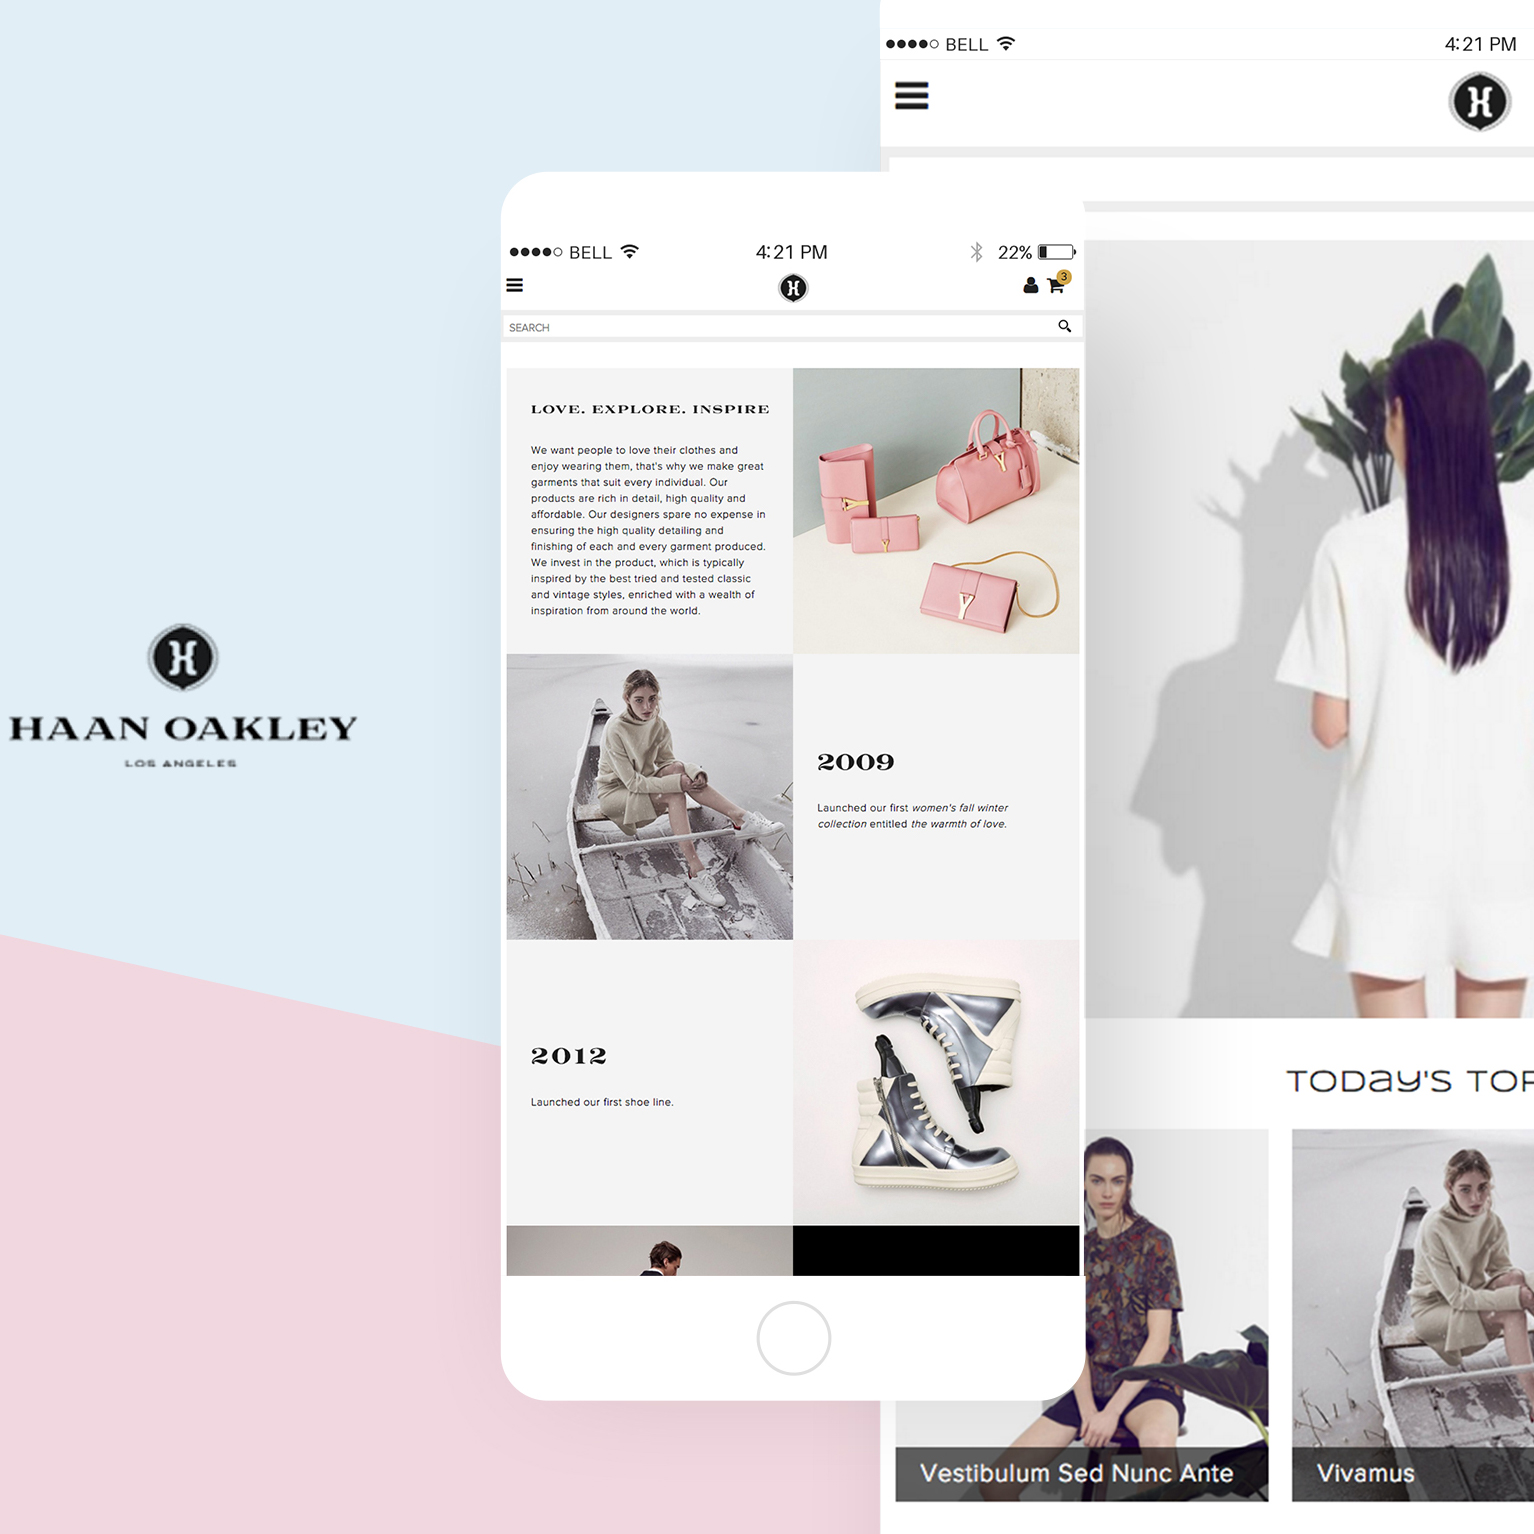 HAAN OAKLEY
LOS ANGELES
BELL 4:21 PM 22%
3
SEARCH
LOVE. EXPLORE. INSPIRE
We want people to love their clothes and
enjoy wearing them, that's why we make great
garments that suit every individual. Our
products are rich in detail, high quality and
affordable. Our designers spare no expense in
ensuring the high quality detailing and
finishing of each and every garment produced.
We invest in the product, which is typically
inspired by the best tried and tested classic
and vintage styles, enriched with a wealth of
inspiration from around the world.
2009
Launched our first women's fall winter
collection entitled the warmth of love.
2012
Launched our first shoe line.
BELL 4:21 PM
TODAY'S TOP
Vestibulum Sed Nunc Ante
Vivamus